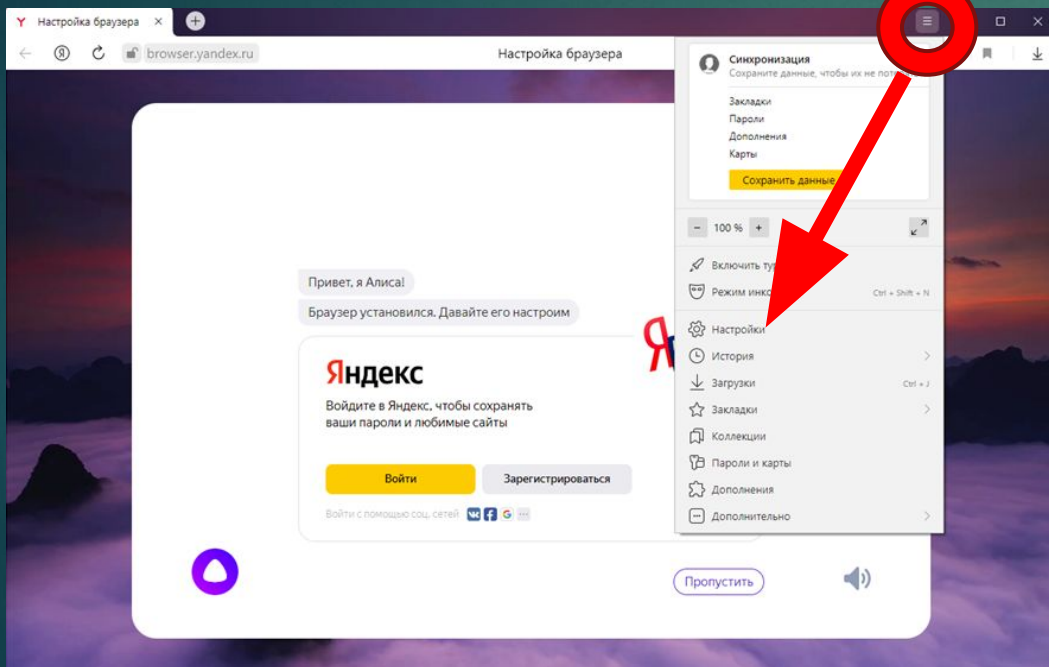 Настройка браузера
browser.yandex.ru
Настройка браузера
Синхронизация
Сохраните данные, чтобы их не
Закладки
Пароли
Дополнения
Карты
Сохранить данные
100 %
Включить
Режим
Ctrl + Shift + N
Настройки
История
Загрузки
Ctrl + J
Закладки
Коллекции
Пароли и карты
Дополнения
Дополнительно
Привет, я Алиса!
Браузер установился. Давайте его настроим
Яндекс
Войдите в Яндекс, чтобы сохранять
ваши пароли и любимые сайты
Войти
Зарегистрироваться
Войти с помощью соц. сетей
Пропустить